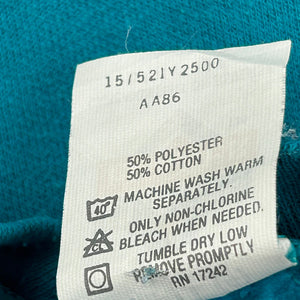 15/521Y2500
AA86
50% POLYESTER
50% COTTON
MACHINE WASH WARM
SEPARATELY.
ONLY NON-CHLORINE
BLEACH WHEN NEEDED.
TUMBLE DRY LOW
REMOVE PROMPTLY
RN 17242
40°
CL